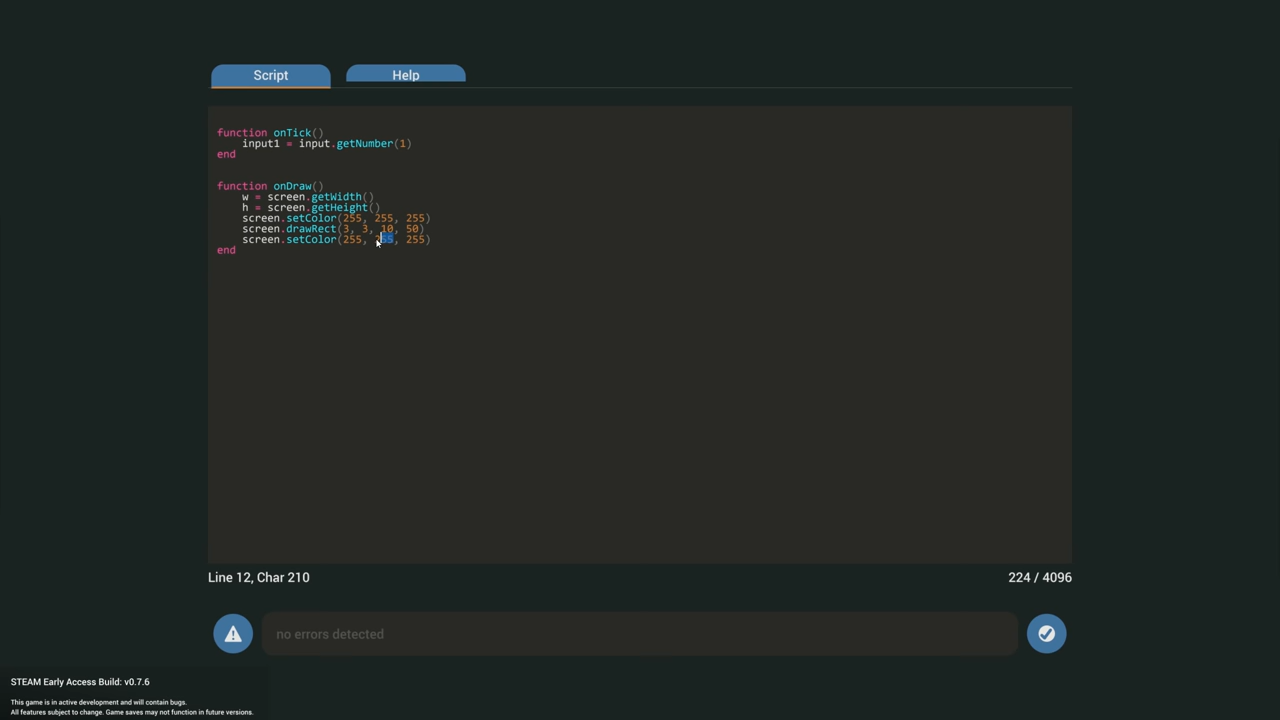 Script
Help
function onTick()
input1 = input.getNumber(1)
end
function onDraw()
w = screen.getWidth()
h = screen.getHeight()
screen.setColor(255, 255, 255)
screen.drawRect(3, 3, 10, 50)
screen.setColor(255, 255, 255)
end
Line 12, Char 210
224 / 4096
no errors detected
STEAM Early Access Build: v0.7.6
This game is in active development and will contain bugs.
All features subject to change. Game saves may not function in future versions.